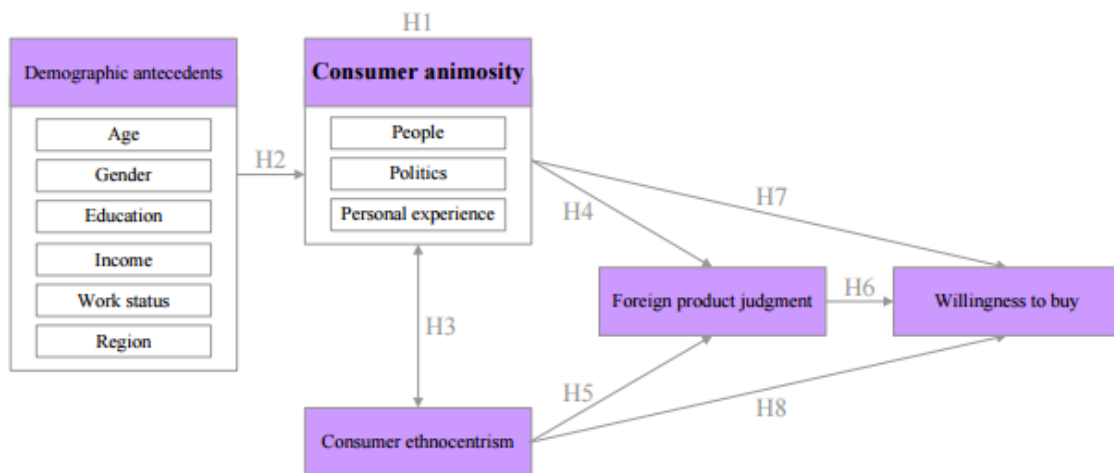 H1
Demographic antecedents
Consumer animosity
Age
People
Gender
H2
Politics
H7
Education
Personal experience
H4
Income
Foreign product judgment
H6
Willingness to buy
Work status
H3
Region
H5
H8
Consumer ethnocentrism